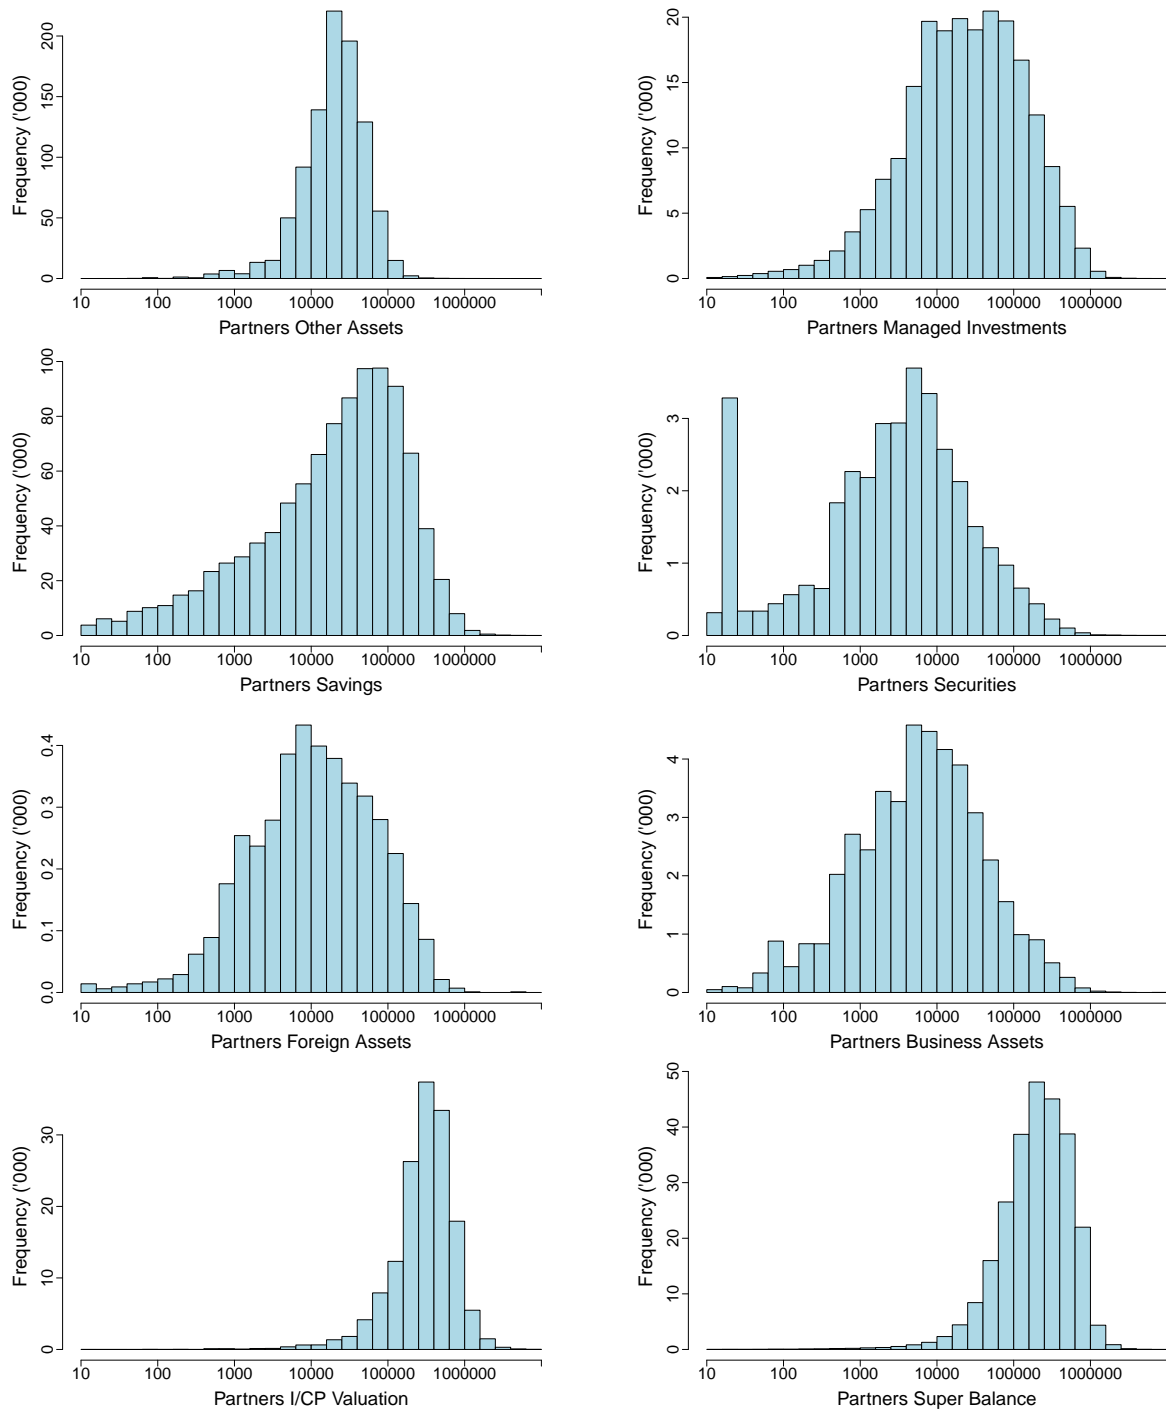 Frequency ('000)
0 50 100 150 200
10 100 1000 10000 100000 1000000
Partners Other Assets
Frequency ('000)
0 5 10 15 20
10 100 1000 10000 100000 1000000
Partners Managed Investments
Frequency ('000)
0 20 40 60 80 100
10 100 1000 10000 100000 1000000
Partners Savings
Frequency ('000)
0 1 2 3
10 100 1000 10000 100000 1000000
Partners Securities
Frequency ('000)
0.0 0.1 0.2 0.3 0.4
10 100 1000 10000 100000 1000000
Partners Foreign Assets
Frequency ('000)
0 1 2 3 4
10 100 1000 10000 100000 1000000
Partners Business Assets
Frequency ('000)
0 10 20 30
10 100 1000 10000 100000 1000000
Partners I/CP Valuation
Frequency ('000)
0 10 20 30 40 50
10 100 1000 10000 100000 1000000
Partners Super Balance